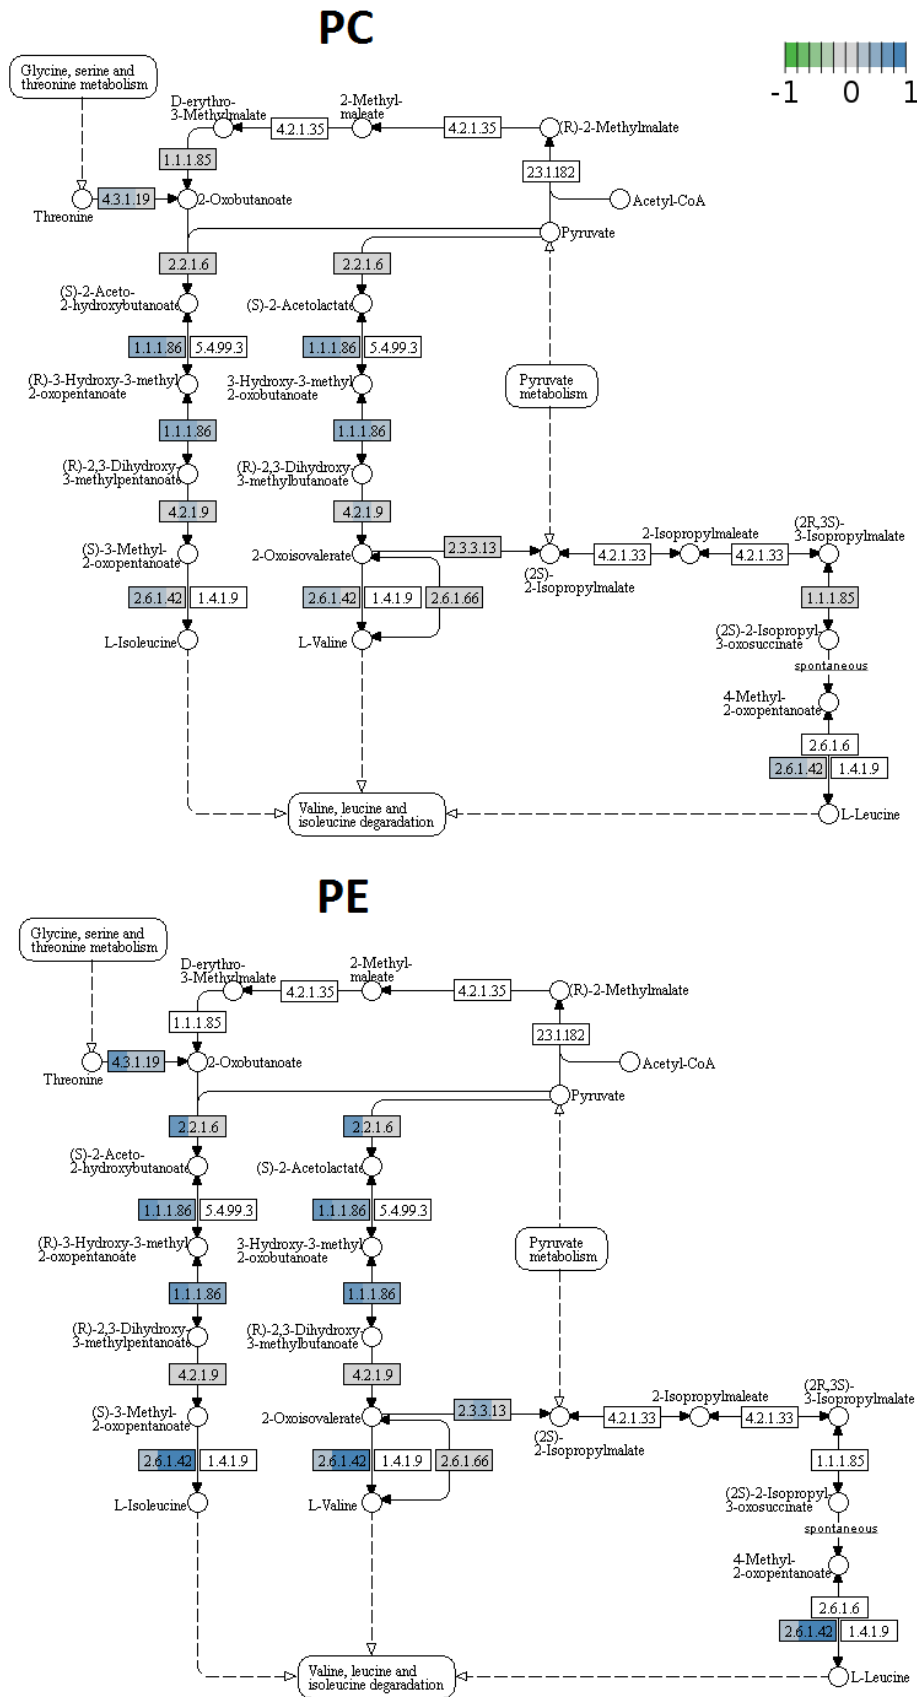 PC
-1 0 1
Glycine, serine and
threonine metabolism
D-erythro-
3-Methylmalate
2-Methyl-
maleate
4.2.1.35
4.2.1.35
(R)-2-Methylmalate
1.1.1.85
2.3.1.182
4.3.1.19
Threonine
2-Oxobutanoate
Acetyl-CoA
Pyruvate
2.2.1.6
2.2.1.6
(S)-2-Aceto-
2-hydroxybutanoate
(S)-2-Acetolactate
1.1.1.86
5.4.99.3
1.1.1.86
5.4.99.3
(R)-3-Hydroxy-3-methyl
2-oxopentanoate
3-Hydroxy-3-methyl
2-oxobutanoate
Pyruvate
metabolism
1.1.1.86
1.1.1.86
(R)-2,3-Dihydroxy-
3-methylpentanoate
(R)-2,3-Dihydroxy-
3-methylbutanoate
4.2.1.9
4.2.1.9
(S)-3-Methyl-
2-oxopentanoate
2-Oxoisovalerate
2.3.3.13
(2S)-
2-Isopropylmalate
4.2.1.33
2-Isopropylmaleate
4.2.1.33
(2R,3S)-
3-Isopropylmalate
2.6.1.42
1.4.1.9
2.6.1.42
1.4.1.9
2.6.1.66
1.1.1.85
L-Isoleucine
L-Valine
(2S)-2-Isopropyl-
3-oxosuccinate
spontaneous
4-Methyl-
2-oxopentanoate
2.6.1.6
2.6.1.42
1.4.1.9
Valine, leucine and
isoleucine degaradation
L-Leucine
PE
Glycine, serine and
threonine metabolism
D-erythro-
3-Methylmalate
2-Methyl-
maleate
4.2.1.35
4.2.1.35
(R)-2-Methylmalate
1.1.1.85
2.3.1.182
4.3.1.19
Threonine
2-Oxobutanoate
Acetyl-CoA
Pyruvate
2.2.1.6
2.2.1.6
(S)-2-Aceto-
2-hydroxybutanoate
(S)-2-Acetolactate
1.1.1.86
5.4.99.3
1.1.1.86
5.4.99.3
(R)-3-Hydroxy-3-methyl
2-oxopentanoate
3-Hydroxy-3-methyl
2-oxobutanoate
Pyruvate
metabolism
1.1.1.86
1.1.1.86
(R)-2,3-Dihydroxy-
3-methylpentanoate
(R)-2,3-Dihydroxy-
3-methylbutanoate
4.2.1.9
4.2.1.9
(S)-3-Methyl-
2-oxopentanoate
2-Oxoisovalerate
2.3.3.13
(2S)-
2-Isopropylmalate
4.2.1.33
2-Isopropylmaleate
4.2.1.33
(2R,3S)-
3-Isopropylmalate
2.6.1.42
1.4.1.9
2.6.1.42
1.4.1.9
2.6.1.66
1.1.1.85
L-Isoleucine
L-Valine
(2S)-2-Isopropyl-
3-oxosuccinate
spontaneous
4-Methyl-
2-oxopentanoate
2.6.1.6
2.6.1.42
1.4.1.9
Valine, leucine and
isoleucine degradation
L-Leucine